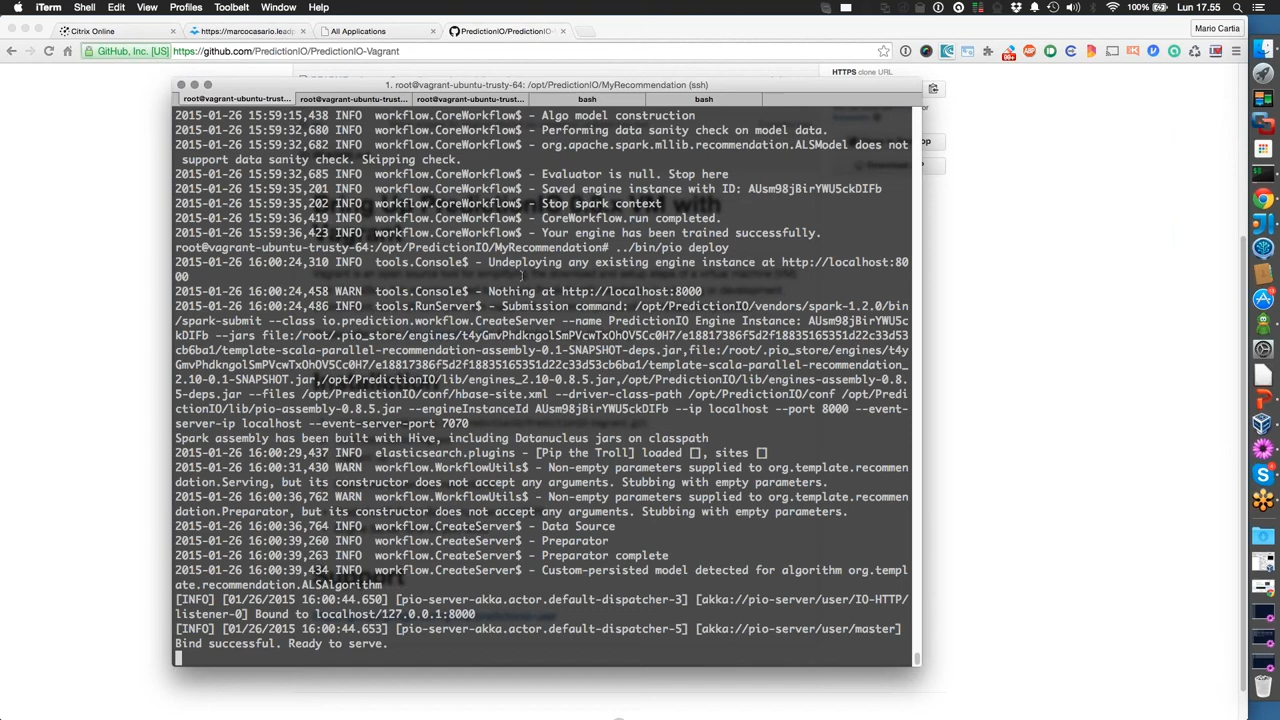 iTerm Shell Edit View Profiles Toolbelt Window Help
100% Lun 17.55
Citrix Online
https://marcocasario.leadp
All Applications
PredictionIO/PredictionIO-
Mario Cartia
GitHub, Inc. [US] https://github.com/PredictionIO/PredictionIO-Vagrant
HTTPS clone URL
1. root@vagrant-ubuntu-trusty-64: /opt/PredictionIO/MyRecommendation (ssh)
root@vagrant-ubuntu-trust... root@vagrant-ubuntu-trust... root@vagrant-ubuntu-trust... bash bash
2015-01-26 15:59:15,438 INFO workflow.CoreWorkflow$ - Algo model construction
2015-01-26 15:59:32,680 INFO workflow.CoreWorkflow$ - Performing data sanity check on model data.
2015-01-26 15:59:32,682 INFO workflow.CoreWorkflow$ - org.apache.spark.mllib.recommendation.ALSModel does not
support data sanity check. Skipping check.
2015-01-26 15:59:32,685 INFO workflow.CoreWorkflow$ - Evaluator is null. Stop here
2015-01-26 15:59:35,201 INFO workflow.CoreWorkflow$ - Saved engine instance with ID: AUsm98jBirYWU5ckDIFb
2015-01-26 15:59:35,202 INFO workflow.CoreWorkflow$ - Stop spark context
2015-01-26 15:59:36,419 INFO workflow.CoreWorkflow$ - CoreWorkflow.run completed.
2015-01-26 15:59:36,423 INFO workflow.CoreWorkflow$ - Your engine has been trained successfully.
root@vagrant-ubuntu-trusty-64:/opt/PredictionIO/MyRecommendation# ../bin/pio deploy
2015-01-26 16:00:24,310 INFO tools.Console$ - Undeploying any existing engine instance at http://localhost:80
00
2015-01-26 16:00:24,458 WARN tools.Console$ - Nothing at http://localhost:8000
2015-01-26 16:00:24,486 INFO tools.RunServer$ - Submission command: /opt/PredictionIO/vendors/spark-1.2.0/bin
/spark-submit --class io.prediction.workflow.CreateServer --name PredictionIO Engine Instance: AUsm98jBirYWU5c
kDIFb --jars file:/root/.pio_store/engines/t4yGmvPhdkngolSmPVcwTxOhOV5Cc0H7/e18817386f5d2f18835361d51d22c33d53
cb6ba1/template-scala-parallel-recommendation-assembly-0.1-SNAPSHOT-deps.jar,file:/root/.pio_store/engines/t4y
GmvPhdkngolSmPVcwTxOhOV5Cc0H7/e18817386f5d2f18835361d51d22c33d53cb6ba1/template-scala-parallel-recommendation_
2.10-0.1-SNAPSHOT.jar,/opt/PredictionIO/lib/engines_2.10-0.8.5.jar,/opt/PredictionIO/lib/engines-assembly-0.8.
5-deps.jar --files /opt/PredictionIO/conf/hbase-site.xml --driver-class-path /opt/PredictionIO/conf /opt/Predi
ctionIO/lib/pio-assembly-0.8.5.jar --engineInstanceId AUsm98jBirYWU5ckDIFb --ip localhost --port 8000 --event-
server-ip localhost --event-server-port 7070
Spark assembly has been built with Hive, including Datanucleus jars on classpath
2015-01-26 16:00:29,437 INFO elasticsearch.plugins - [Pip the Troll] loaded [], sites []
2015-01-26 16:00:31,430 WARN workflow.WorkflowUtils$ - Non-empty parameters supplied to org.template.recommen
dation.Serving, but its constructor does not accept any arguments. Stubbing with empty parameters.
2015-01-26 16:00:36,762 WARN workflow.WorkflowUtils$ - Non-empty parameters supplied to org.template.recommen
dation.Preparator, but its constructor does not accept any arguments. Stubbing with empty parameters.
2015-01-26 16:00:36,764 INFO workflow.CreateServer$ - Data Source
2015-01-26 16:00:39,260 INFO workflow.CreateServer$ - Preparator
2015-01-26 16:00:39,263 INFO workflow.CreateServer$ - Preparator complete
2015-01-26 16:00:39,434 INFO workflow.CreateServer$ - Custom-persisted model detected for algorithm org.templ
ate.recommendation.ALSAlgorithm
[INFO] [01/26/2015 16:00:44.650] [pio-server-akka.actor.default-dispatcher-3] [akka://pio-server/user/IO-HTTP/
listener-0] Bound to localhost/127.0.0.1:8000
[INFO] [01/26/2015 16:00:44.653] [pio-server-akka.actor.default-dispatcher-5] [akka://pio-server/user/master]
Bind successful. Ready to serve.